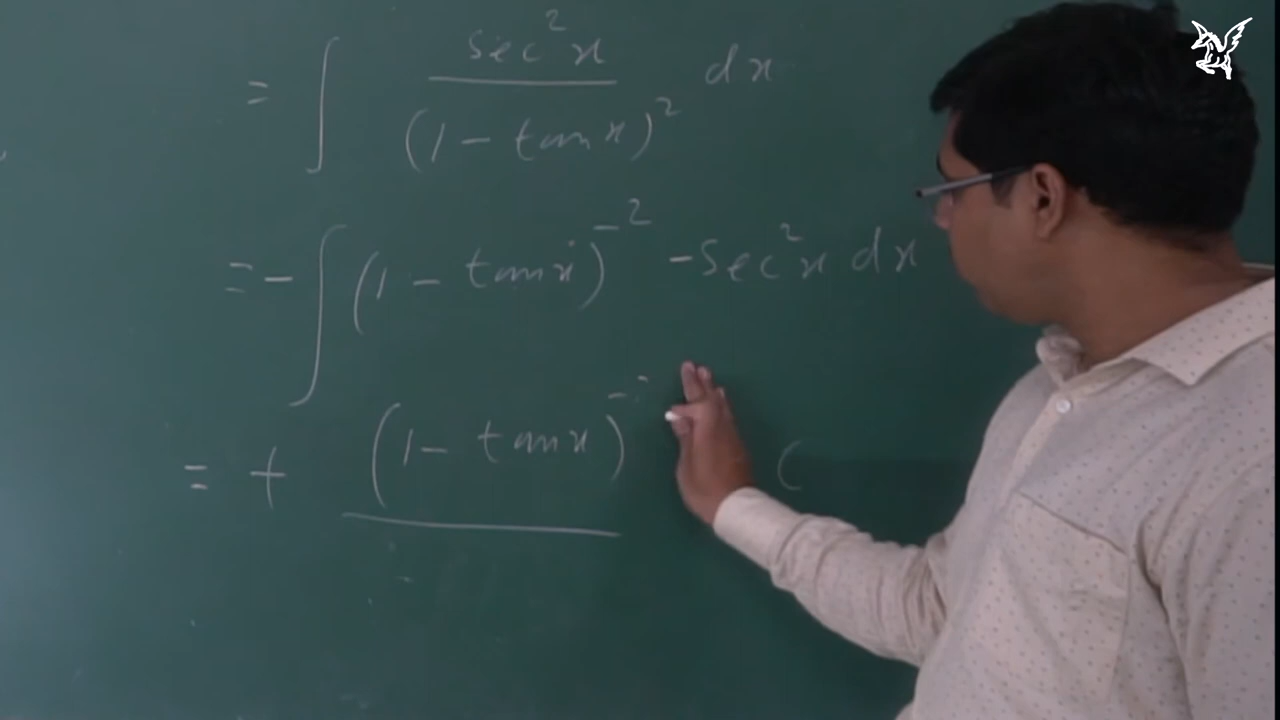 = ∫ sec²x / (1 - tan x)² dx
= - ∫ (1 - tan x)⁻² - sec²x dx
= + (1 - tan x)⁻ C